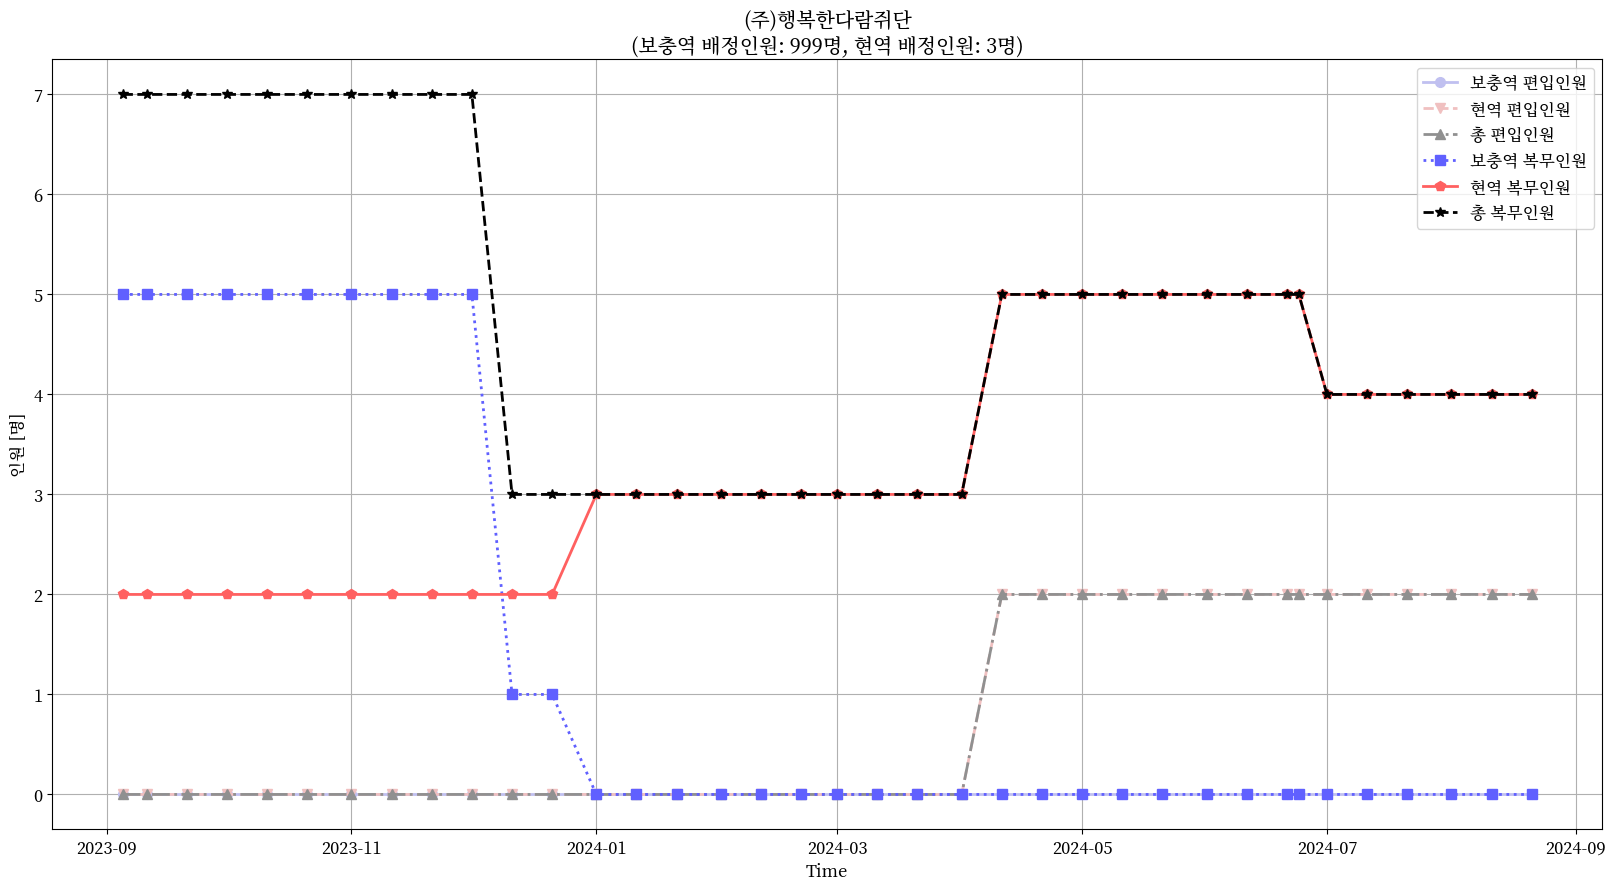 (주)행복한다람쥐단
(보충역 배정인원: 999명, 현역 배정인원: 3명)
보충역 편입인원
현역 편입인원
총 편입인원
보충역 복무인원
현역 복무인원
총 복무인원
인원 [명]
7
6
5
4
3
2
1
0
2023-09
2023-11
2024-01
2024-03
2024-05
2024-07
2024-09
Time